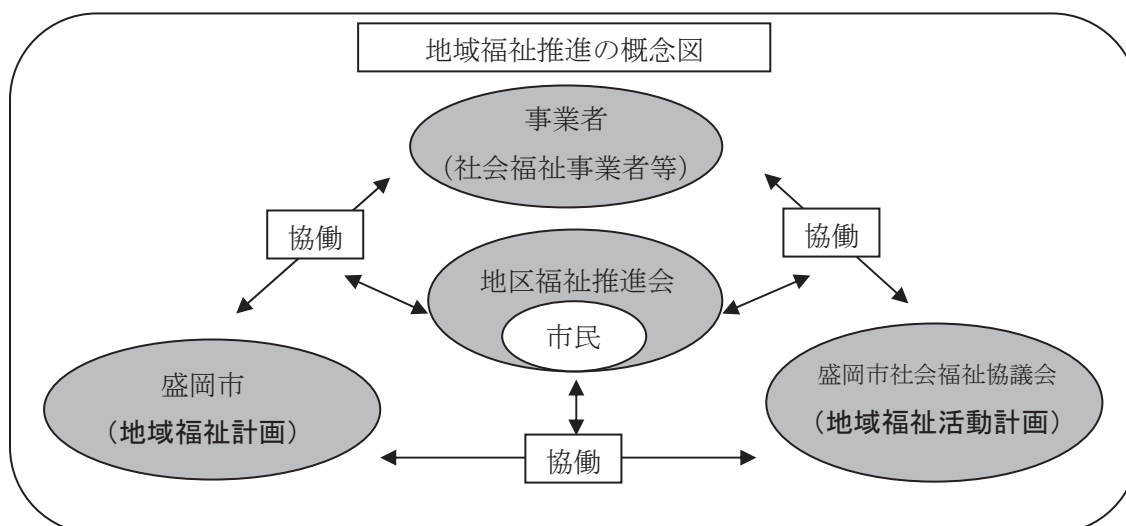 地域福祉推進の概念図
事業者
（社会福祉事業者等）
協働
協働
地区福祉推進会
市民
盛岡市
（地域福祉計画）
盛岡市社会福祉協議会
（地域福祉活動計画）
協働